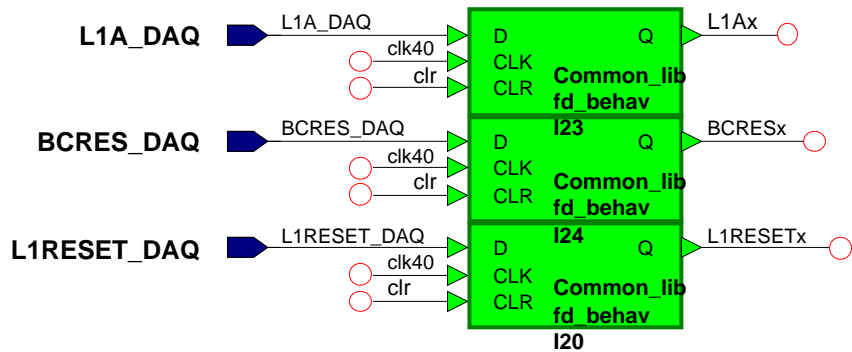 L1A_DAQ L1A_DAQ D Q L1Ax
clk40 CLK
clr CLR Common_lib
fd_behav
I23
BCRES_DAQ BCRES_DAQ D Q BCRESx
clk40 CLK
clr CLR Common_lib
fd_behav
I24
L1RESET_DAQ L1RESET_DAQ D Q L1RESETx
clk40 CLK
clr CLR Common_lib
fd_behav
I20